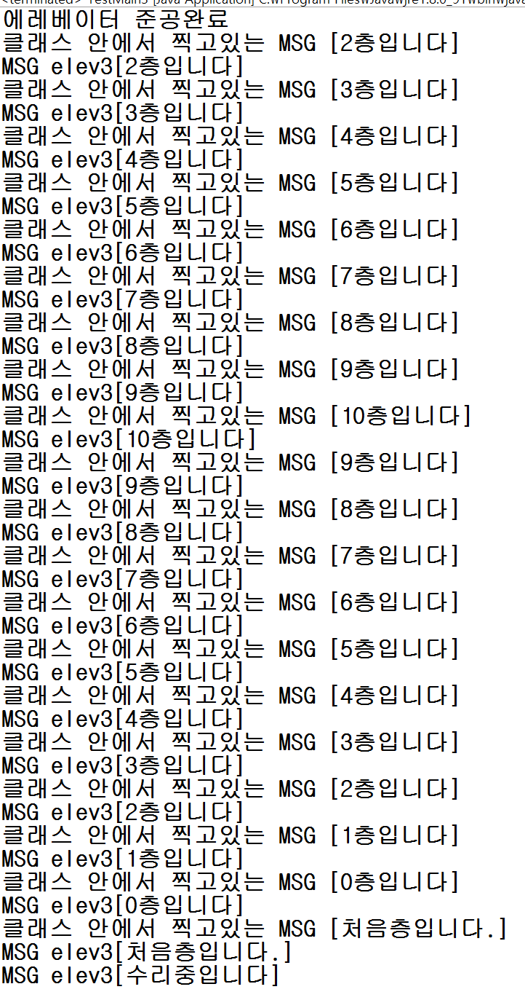 <terminated> TestMain3 [Java Application] C:\Program Files\Java\jre1.8.0_91\bin\java
에레베이터 준공완료
클래스 안에서 찍고있는 MSG [2층입니다]
MSG elev3[2층입니다]
클래스 안에서 찍고있는 MSG [3층입니다]
MSG elev3[3층입니다]
클래스 안에서 찍고있는 MSG [4층입니다]
MSG elev3[4층입니다]
클래스 안에서 찍고있는 MSG [5층입니다]
MSG elev3[5층입니다]
클래스 안에서 찍고있는 MSG [6층입니다]
MSG elev3[6층입니다]
클래스 안에서 찍고있는 MSG [7층입니다]
MSG elev3[7층입니다]
클래스 안에서 찍고있는 MSG [8층입니다]
MSG elev3[8층입니다]
클래스 안에서 찍고있는 MSG [9층입니다]
MSG elev3[9층입니다]
클래스 안에서 찍고있는 MSG [10층입니다]
MSG elev3[10층입니다]
클래스 안에서 찍고있는 MSG [9층입니다]
MSG elev3[9층입니다]
클래스 안에서 찍고있는 MSG [8층입니다]
MSG elev3[8층입니다]
클래스 안에서 찍고있는 MSG [7층입니다]
MSG elev3[7층입니다]
클래스 안에서 찍고있는 MSG [6층입니다]
MSG elev3[6층입니다]
클래스 안에서 찍고있는 MSG [5층입니다]
MSG elev3[5층입니다]
클래스 안에서 찍고있는 MSG [4층입니다]
MSG elev3[4층입니다]
클래스 안에서 찍고있는 MSG [3층입니다]
MSG elev3[3층입니다]
클래스 안에서 찍고있는 MSG [2층입니다]
MSG elev3[2층입니다]
클래스 안에서 찍고있는 MSG [1층입니다]
MSG elev3[1층입니다]
클래스 안에서 찍고있는 MSG [0층입니다]
MSG elev3[0층입니다]
클래스 안에서 찍고있는 MSG [처음층입니다.]
MSG elev3[처음층입니다.]
MSG elev3[수리중입니다]